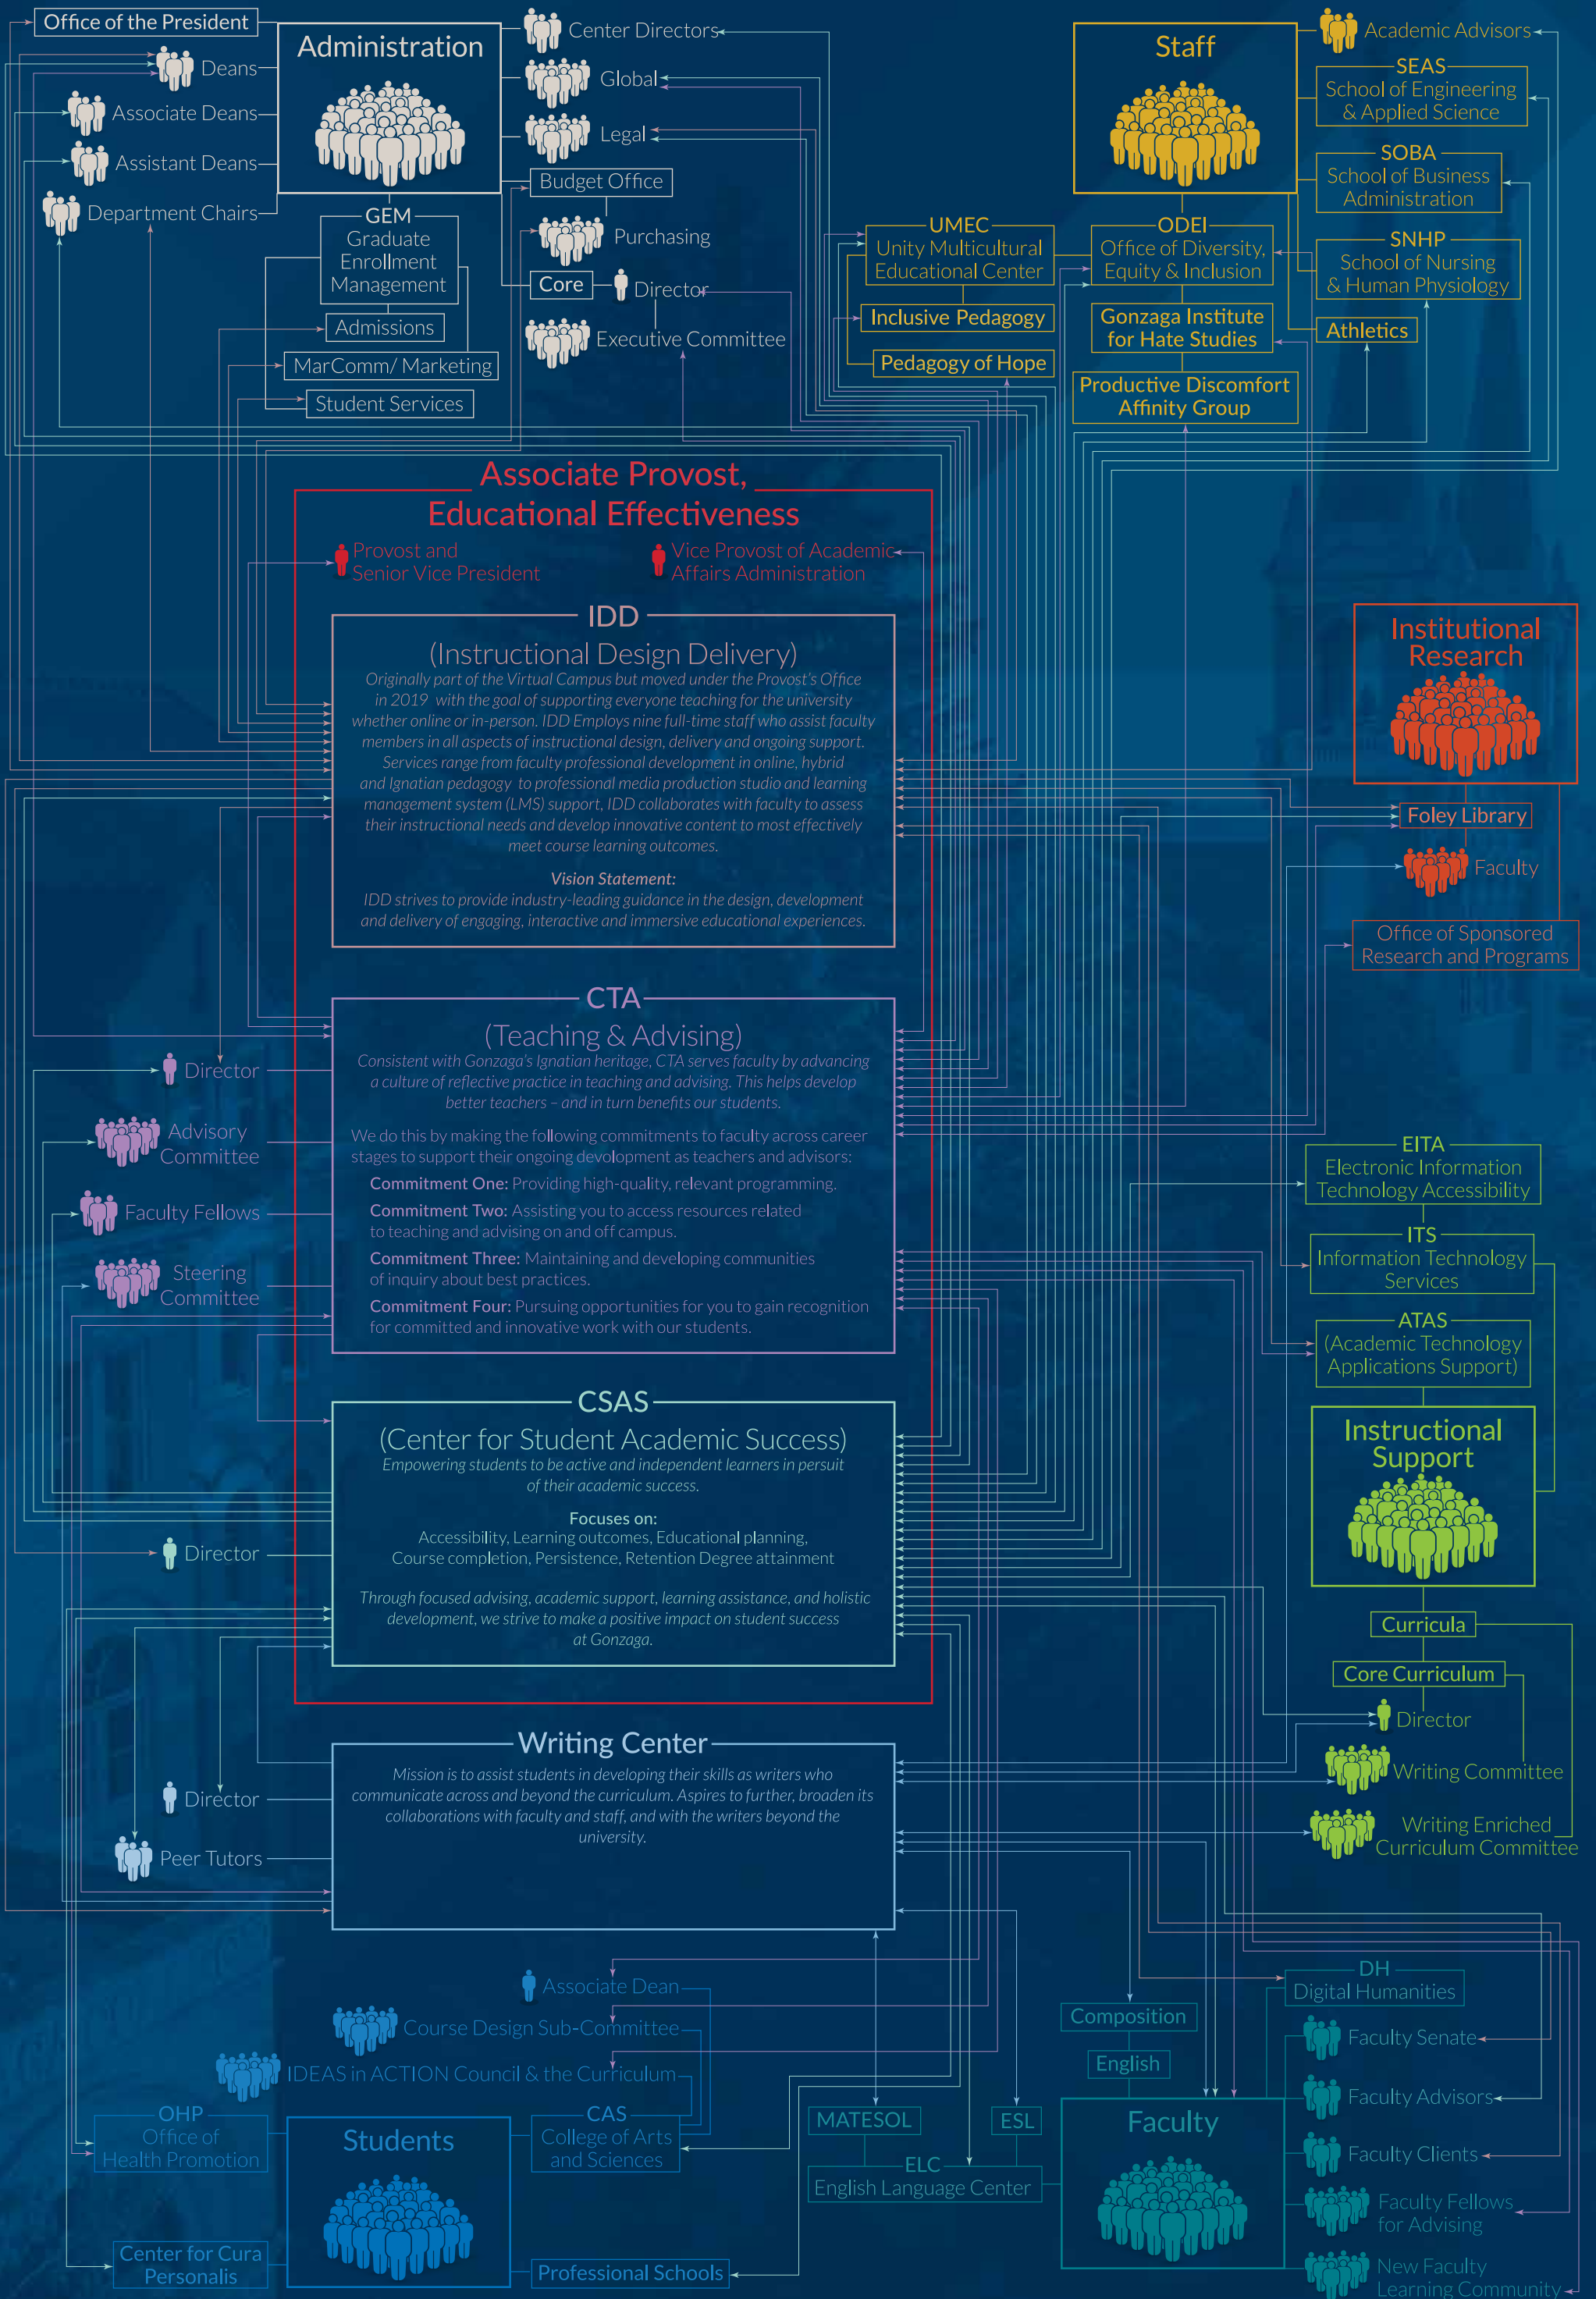 Office of the President
Deans
Associate Deans
Assistant Deans
Department Chairs
Administration
Center Directors
Global
Legal
Budget Office
Purchasing
Core
Director
Executive Committee
GEM
Graduate
Enrollment
Management
Admissions
MarComm/ Marketing
Student Services
Staff
Academic Advisors
SEAS
School of Engineering
& Applied Science
SOBA
School of Business
Administration
SNHP
School of Nursing
& Human Physiology
Athletics
UMEC
Unity Multicultural
Educational Center
Inclusive Pedagogy
Pedagogy of Hope
ODEI
Office of Diversity,
Equity & Inclusion
Gonzaga Institute
for Hate Studies
Productive Discomfort
Affinity Group
Associate Provost,
Educational Effectiveness
Provost and
Senior Vice President
Vice Provost of Academic
Affairs Administration
IDD
(Instructional Design Delivery)
Originally part of the Virtual Campus but moved under the Provost's Office
in 2019 with the goal of supporting everyone teaching for the university
whether online or in-person. IDD Employs nine full-time staff who assist faculty
members in all aspects of instructional design, delivery and ongoing support.
Services range from faculty professional development in online, hybrid
and Ignatian pedagogy to professional media production studio and learning
management system (LMS) support, IDD collaborates with faculty to assess
their instructional needs and develop innovative content to most effectively
meet course learning outcomes.
Vision Statement:
IDD strives to provide industry-leading guidance in the design, development
and delivery of engaging, interactive and immersive educational experiences.
Institutional
Research
Foley Library
Faculty
Office of Sponsored
Research and Programs
CTA
(Teaching & Advising)
Consistent with Gonzaga's Ignatian heritage, CTA serves faculty by advancing
a culture of reflective practice in teaching and advising. This helps develop
better teachers – and in turn benefits our students.
We do this by making the following commitments to faculty across career
stages to support their ongoing devolopment as teachers and advisors:
Commitment One: Providing high-quality, relevant programming.
Commitment Two: Assisting you to access resources related
to teaching and advising on and off campus.
Commitment Three: Maintaining and developing communities
of inquiry about best practices.
Commitment Four: Pursuing opportunities for you to gain recognition
for committed and innovative work with our students.
Director
Advisory
Committee
Faculty Fellows
Steering
Committee
EITA
Electronic Information
Technology Accessibility
ITS
Information Technology
Services
ATAS
(Academic Technology
Applications Support)
Instructional
Support
Curricula
Core Curriculum
Director
Writing Committee
Writing Enriched
Curriculum Committee
CSAS
(Center for Student Academic Success)
Empowering students to be active and independent learners in persuit
of their academic success.
Focuses on:
Accessibility, Learning outcomes, Educational planning,
Course completion, Persistence, Retention Degree attainment
Through focused advising, academic support, learning assistance, and holistic
development, we strive to make a positive impact on student success
at Gonzaga.
Director
Writing Center
Mission is to assist students in developing their skills as writers who
communicate across and beyond the curriculum. Aspires to further, broaden its
collaborations with faculty and staff, and with the writers beyond the
university.
Director
Peer Tutors
Associate Dean
Course Design Sub-Committee
IDEAS in ACTION Council & the Curriculum
OHP
Office of
Health Promotion
Students
CAS
College of Arts
and Sciences
Center for Cura
Personalis
Professional Schools
MATESOL
ESL
ELC
English Language Center
Composition
English
Faculty
DH
Digital Humanities
Faculty Senate
Faculty Advisors
Faculty Clients
Faculty Fellows
for Advising
New Faculty
Learning Community